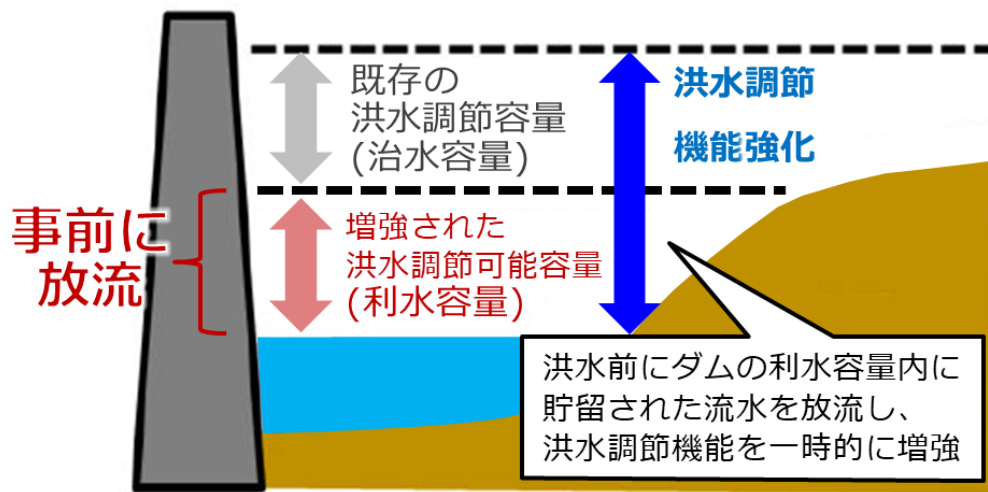 既存の
洪水調節容量
(治水容量)
洪水調節
機能強化
事前に
放流
増強された
洪水調節可能容量
(利水容量)
洪水前にダムの利水容量内に
貯留された流水を放流し、
洪水調節機能を一時的に増強